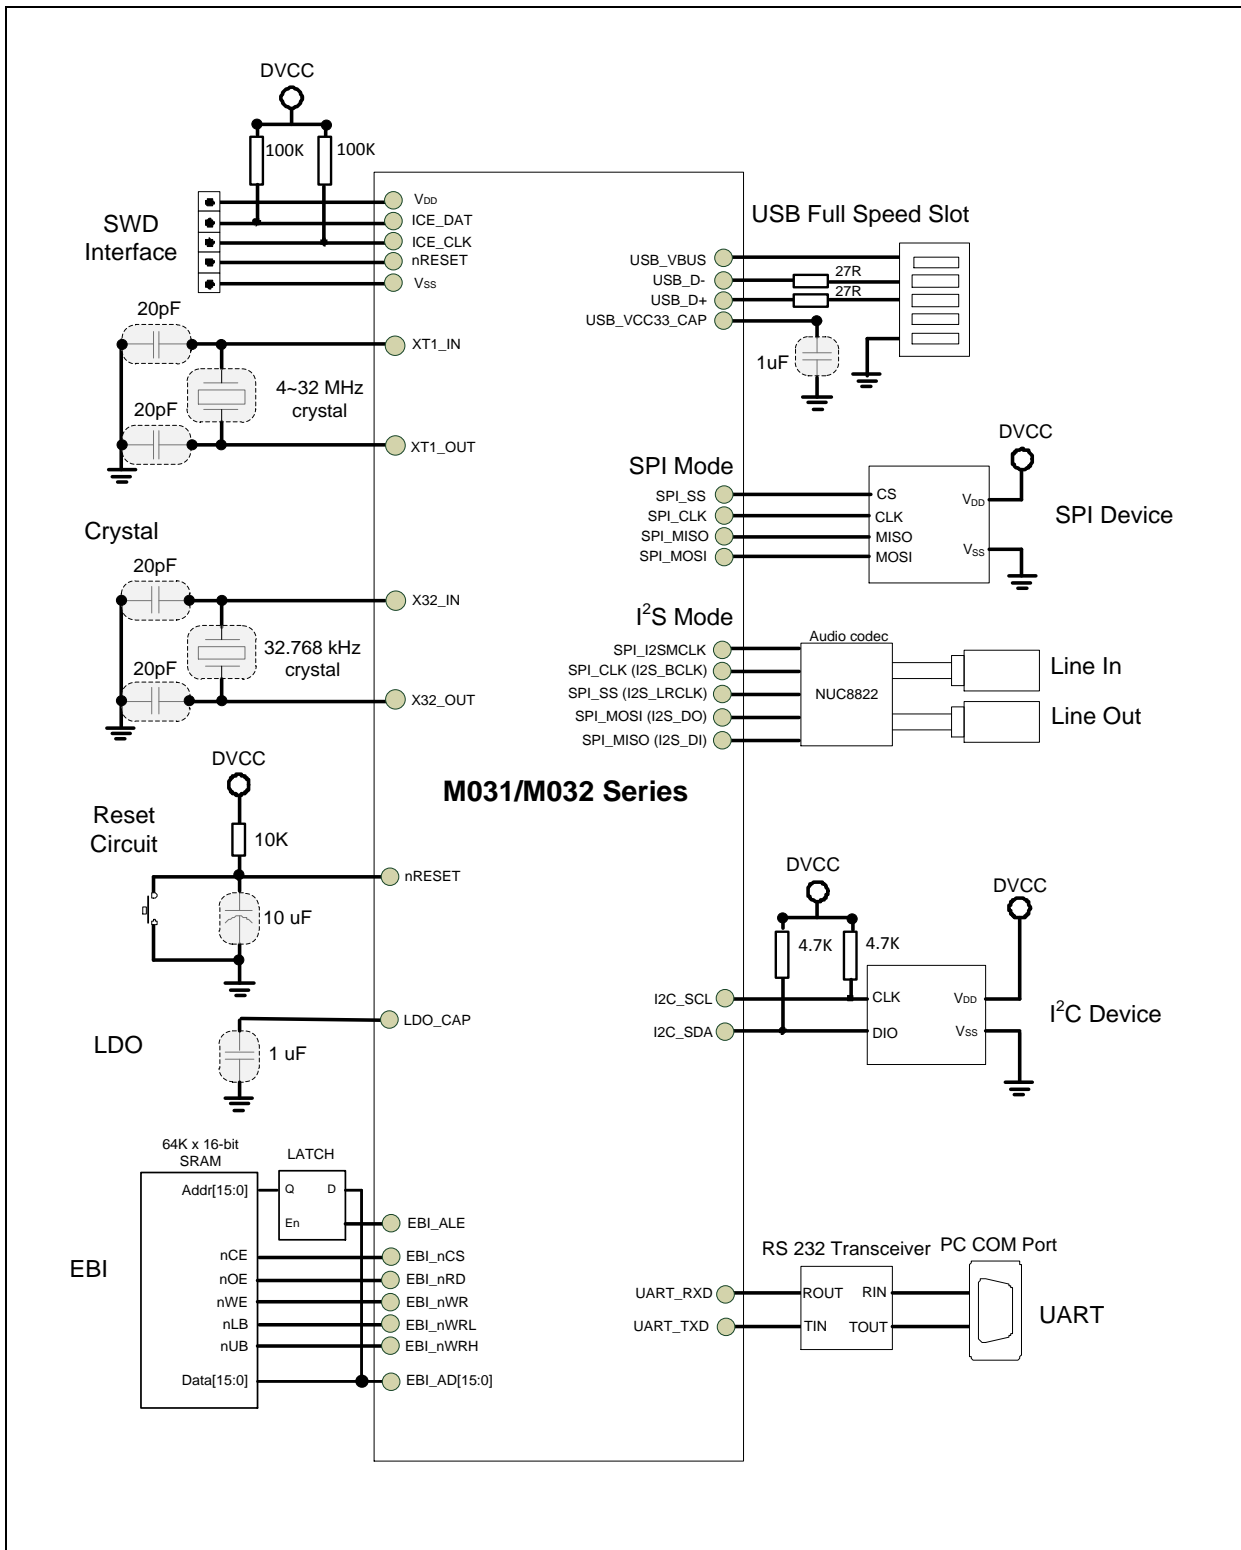 DVCC
100K
100K
SWD
Interface
VDD
ICE_DAT
ICE_CLK
nRESET
VSS
20pF
XT1_IN
4~32 MHz
crystal
20pF
XT1_OUT
Crystal
20pF
X32_IN
32.768 kHz
crystal
20pF
X32_OUT
DVCC
Reset
Circuit
10K
nRESET
10 uF
LDO_CAP
LDO
1 uF
64K x 16-bit
SRAM
LATCH
Addr[15:0]
Q
D
En
EBI_ALE
EBI
nCE
EBI_nCS
nOE
EBI_nRD
nWE
EBI_nWR
nLB
EBI_nWRL
nUB
EBI_nWRH
Data[15:0]
EBI_AD[15:0]
M031/M032 Series
USB Full Speed Slot
USB_VBUS
USB_D-
27R
USB_D+
27R
USB_VCC33_CAP
1uF
SPI Mode
DVCC
SPI_SS
CS
SPI_CLK
CLK
SPI_MISO
MISO
SPI_MOSI
MOSI
VDD
VSS
SPI Device
I²S Mode
Audio codec
SPI_I2SMCLK
SPI_CLK (I2S_BCLK)
SPI_SS (I2S_LRCLK)
SPI_MOSI (I2S_DO)
SPI_MISO (I2S_DI)
NUC8822
Line In
Line Out
DVCC
DVCC
4.7K
4.7K
I2C_SCL
CLK
VDD
I2C_SDA
DIO
VSS
I²C Device
RS 232 Transceiver
PC COM Port
UART_RXD
ROUT
RIN
UART_TXD
TIN
TOUT
UART